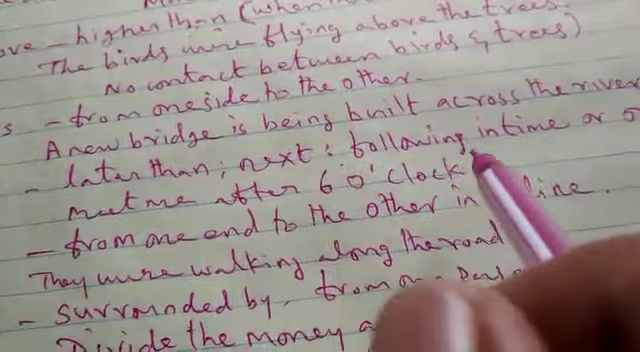 ove - higher than (when
The birds were flying above the trees.
No contact between birds & trees)
s - from one side to the other.
A new bridge is being built across the river
- later than; next; following in time or o
Meet me after 6 o'clock
- from one end to the other in line.
They were walking along the road
- surrounded by, from one
Divide the money a